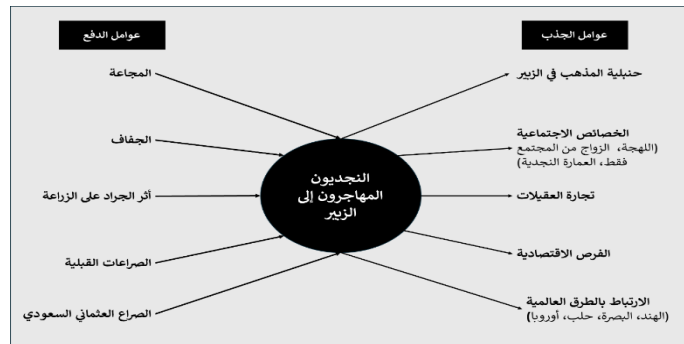 عوامل الجذب
عوامل الدفع
حنبلية المذهب في الزبير
الخصائص الاجتماعية
(اللهجة، الزواج من المجتمع
فقط، العمارة النجدية)
تجارة العقيلات
الفرص الاقتصادية
الارتباط بالطرق العالمية
(الهند، البصرة، حلب، أوروبا)
النجديون
المهاجرون إلى
الزبير
المجاعة
الجفاف
أثر الجراد على الزراعة
الصراعات القبلية
الصراع العثماني السعودي